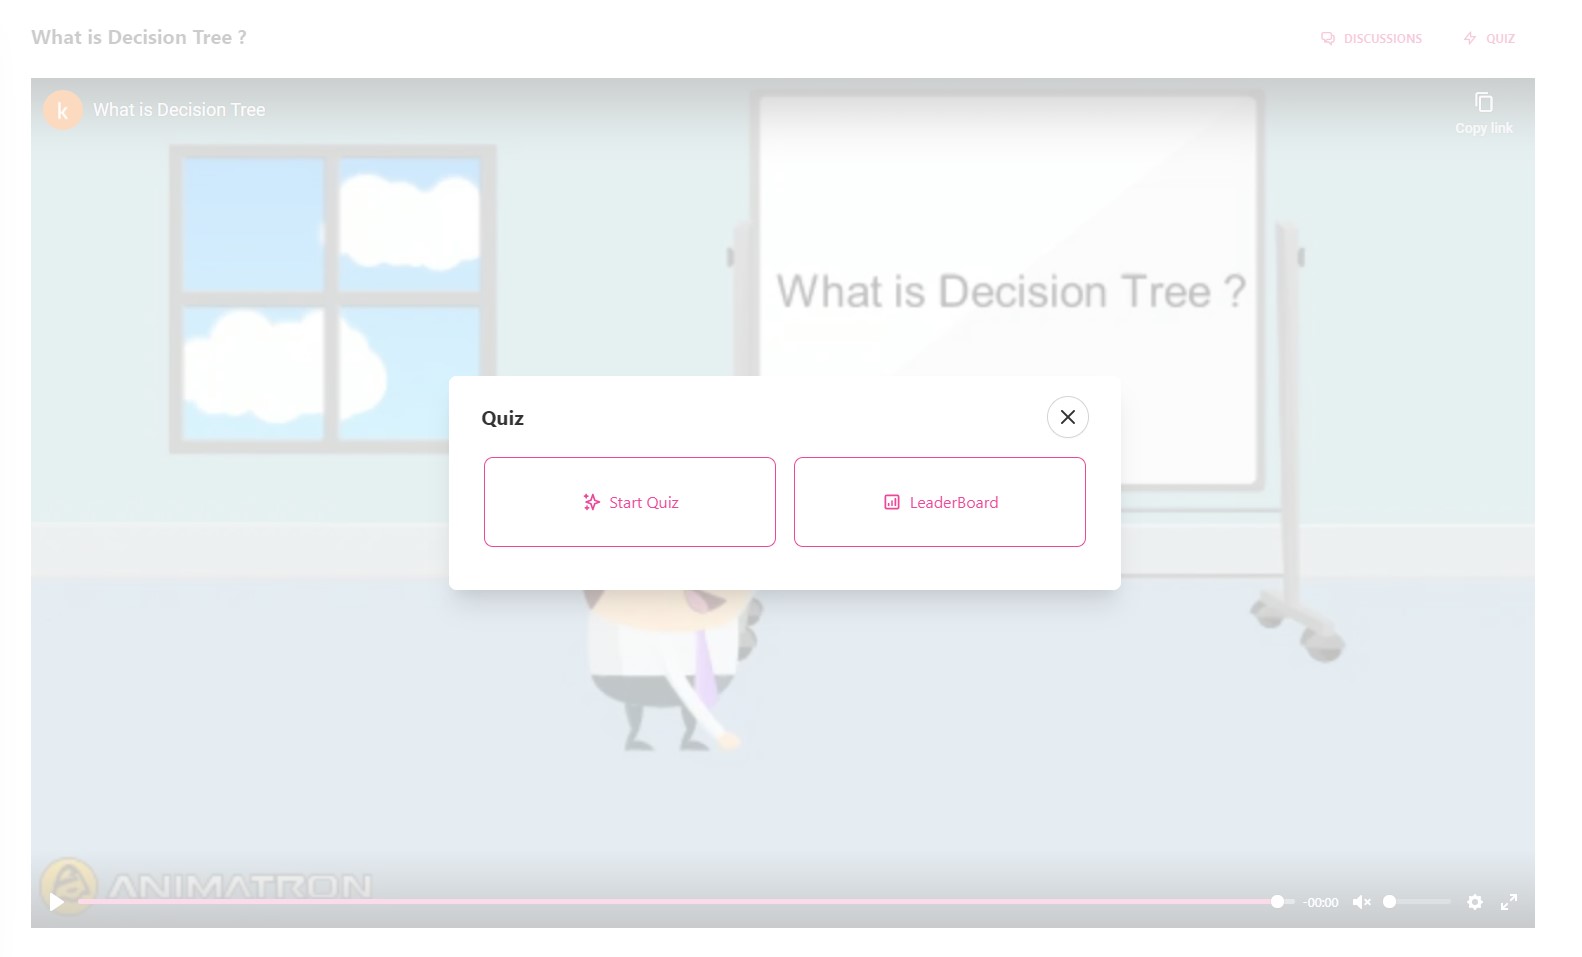 What is Decision Tree ?
DISCUSSIONS
QUIZ
k
What is Decision Tree
Copy link
What is Decision Tree ?
Quiz
Start Quiz
LeaderBoard
ANIMATRON
-00:00